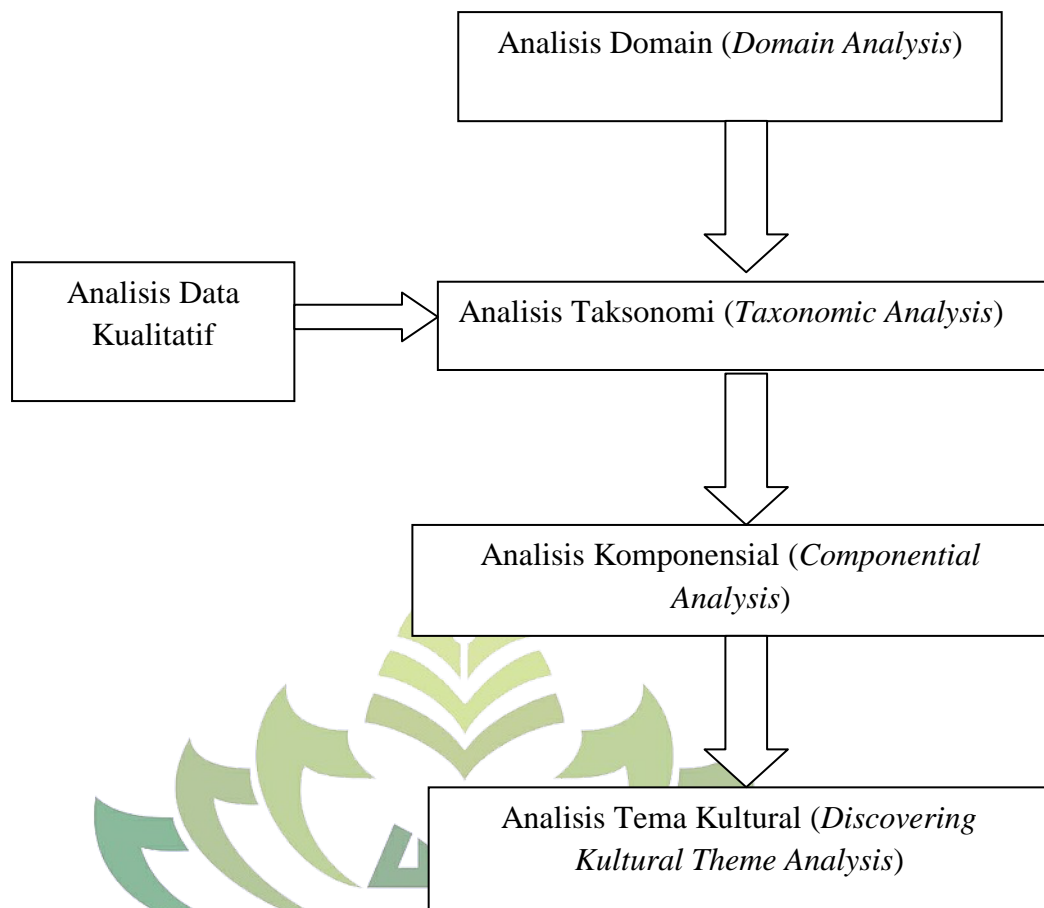 Analisis Domain (Domain Analysis)
Analisis Data
Kualitatif
Analisis Taksonomi (Taxonomic Analysis)
Analisis Komponensial (Componential
Analysis)
Analisis Tema Kultural (Discovering
Kultural Theme Analysis)